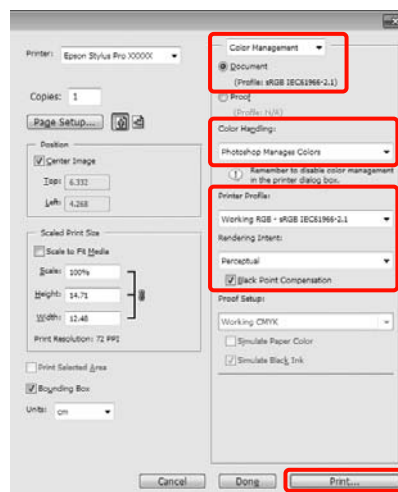 Printer: Epson Stylus Pro XXXXX
Copies: 1
Page Setup...
Position
Center Image
Top: 6.332
Left: 4.268
Scaled Print Size
Scale to Fit Media
Scale: 100%
Height: 14.71
Width: 12.48
Print Resolution: 72 PPI
Print Selected Area
Bounding Box
Units: cm
Color Management
Document
(Profile: sRGB IEC61966-2.1)
Proof
(Profile: N/A)
Color Handling:
Photoshop Manages Colors
Remember to disable color management
in the printer dialog box.
Printer Profile:
Working RGB - sRGB IEC61966-2.1
Rendering Intent:
Perceptual
Black Point Compensation
Proof Setup:
Working CMYK
Simulate Paper Color
Simulate Black Ink
Cancel
Done
Print...